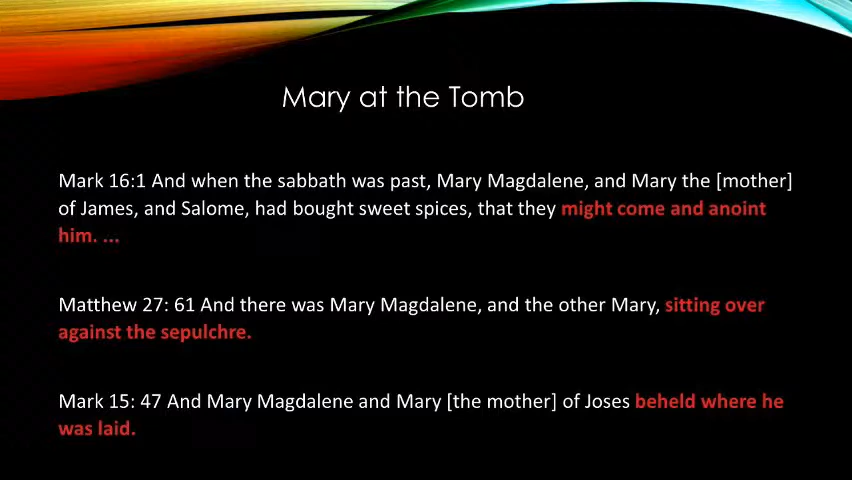 Mary at the Tomb
Mark 16:1 And when the sabbath was past, Mary Magdalene, and Mary the [mother]
of James, and Salome, had bought sweet spices, that they might come and anoint
him. ...
Matthew 27: 61 And there was Mary Magdalene, and the other Mary, sitting over
against the sepulchre.
Mark 15: 47 And Mary Magdalene and Mary [the mother] of Joses beheld where he
was laid.